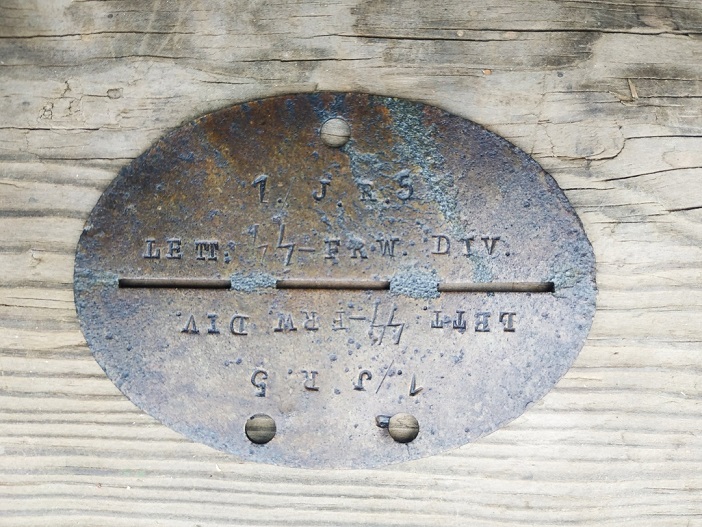 1. J.R.5
LETT. ᛋᛋ-FRW. DIV.
LETT ᛋᛋ-FRW DIV
1./J.R.5